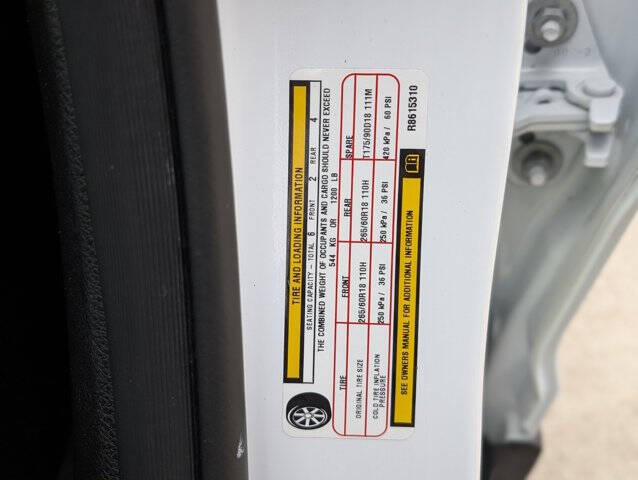 TIRE AND LOADING INFORMATION
SEATING CAPACITY - TOTAL 6 FRONT 2 REAR 4
THE COMBINED WEIGHT OF OCCUPANTS AND CARGO SHOULD NEVER EXCEED
544 KG OR 1200 LB
TIRE FRONT REAR SPARE
ORIGINAL TIRE SIZE 265/60R18 110H 265/60R18 110H T175/90D18 111M
COLD TIRE INFLATION PRESSURE 250 kPa / 36 PSI 250 kPa / 36 PSI 420 kPa / 60 PSI
SEE OWNERS MANUAL FOR ADDITIONAL INFORMATION
R8615310